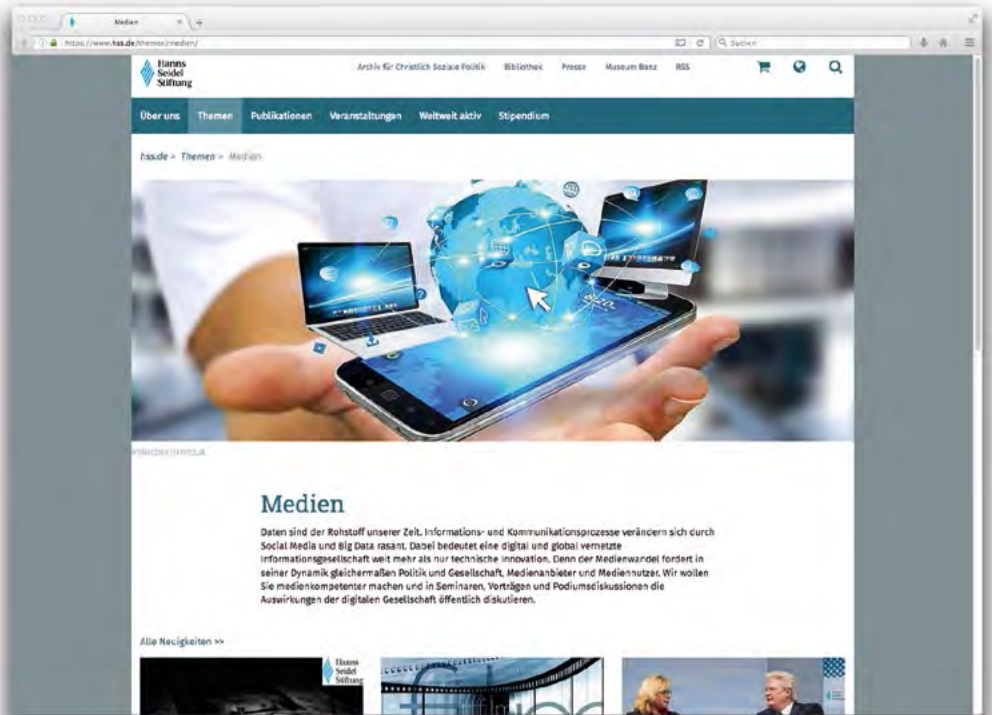 Medien
https://www.hss.de/themen/medien/
Suchen
Hanns
Seidel
Stiftung
Archiv für Christlich Soziale Politik Bibliothek Presse Museum Banz RSS
Über uns Themen Publikationen Veranstaltungen Weltweit aktiv Stipendium
hss.de > Themen > Medien
Medien
Daten sind der Rohstoff unserer Zeit. Informations- und Kommunikationsprozesse verändern sich durch
Social Media und Big Data rasant. Dabei bedeutet eine digital und global vernetzte
Informationsgesellschaft weit mehr als nur technische Innovation. Denn der Medienwandel fordert in
seiner Dynamik gleichermaßen Politik und Gesellschaft, Medienanbieter und Mediennutzer. Wir wollen
Sie medienkompetenter machen und in Seminaren, Vorträgen und Podiumsdiskussionen die
Auswirkungen der digitalen Gesellschaft öffentlich diskutieren.
Alle Neuigkeiten >>
Hanns
Seidel
Stiftung